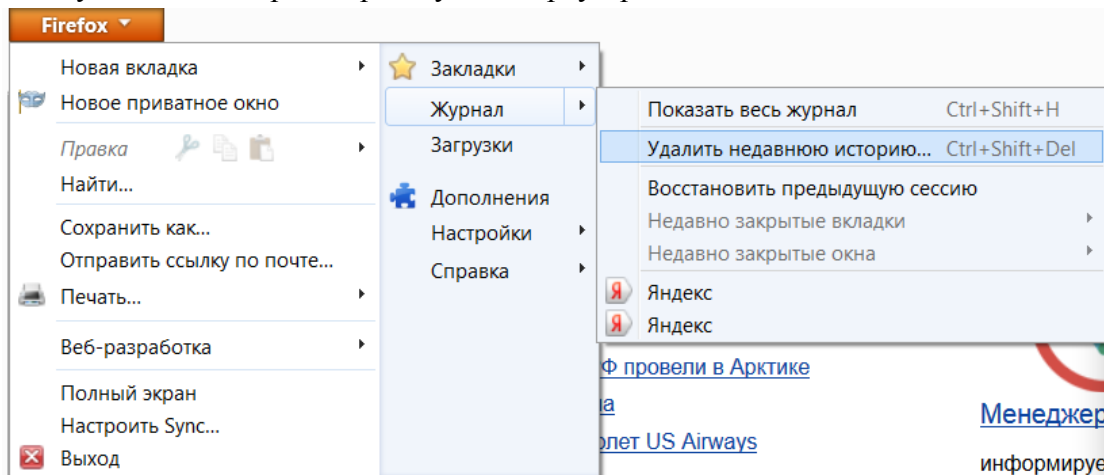 Firefox
Новая вкладка
Новое приватное окно
Правка
Найти...
Сохранить как...
Отправить ссылку по почте...
Печать...
Веб-разработка
Полный экран
Настроить Sync...
Выход
Закладки
Журнал
Загрузки
Дополнения
Настройки
Справка
Показать весь журнал Ctrl+Shift+H
Удалить недавнюю историю... Ctrl+Shift+Del
Восстановить предыдущую сессию
Недавно закрытые вкладки
Недавно закрытые окна
Я Яндекс
Я Яндекс
Ф провели в Арктике
US Airways
Менеджер
информируе